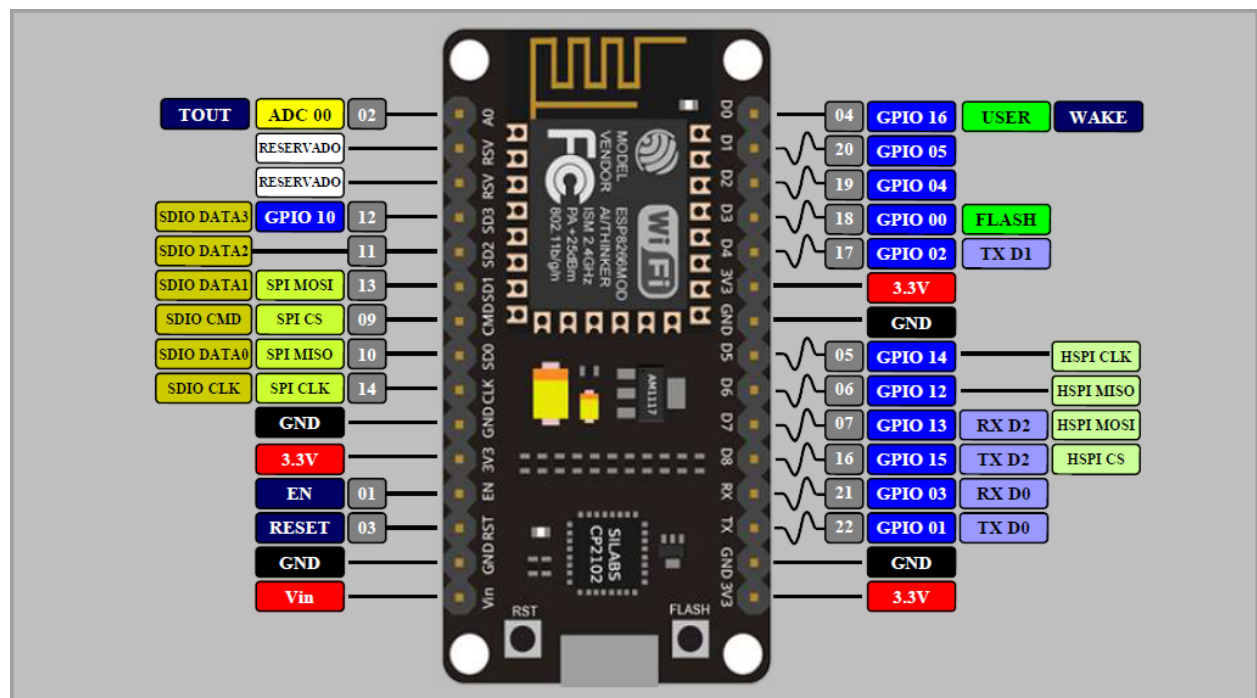 TOUT ADC 00 02 A0
RESERVADO RSV
RESERVADO RSV
SDIO DATA3 GPIO 10 12 SD3
SDIO DATA2 11 SD2
SDIO DATA1 SPI MOSI 13 SD1
SDIO CMD SPI CS 09 CMD
SDIO DATA0 SPI MISO 10 SD0
SDIO CLK SPI CLK 14 CLK
GND GND
3.3V 3V3
EN 01 EN
RESET 03 RST
GND GND
Vin Vin
MODEL ESP8266MOD
VENDOR AI/THINKER
ISM 2.4GHz
PA +25dBm
802.11b/g/n
FC
WiFi
AM1117
SILABS
CP2102
RST
FLASH
D0 04 GPIO 16 USER WAKE
D1 20 GPIO 05
D2 19 GPIO 04
D3 18 GPIO 00 FLASH
D4 17 GPIO 02 TX D1
3V3 3.3V
GND GND
D5 05 GPIO 14 HSPI CLK
D6 06 GPIO 12 HSPI MISO
D7 07 GPIO 13 RX D2 HSPI MOSI
D8 16 GPIO 15 TX D2 HSPI CS
RX 21 GPIO 03 RX D0
TX 22 GPIO 01 TX D0
GND GND
3V3 3.3V